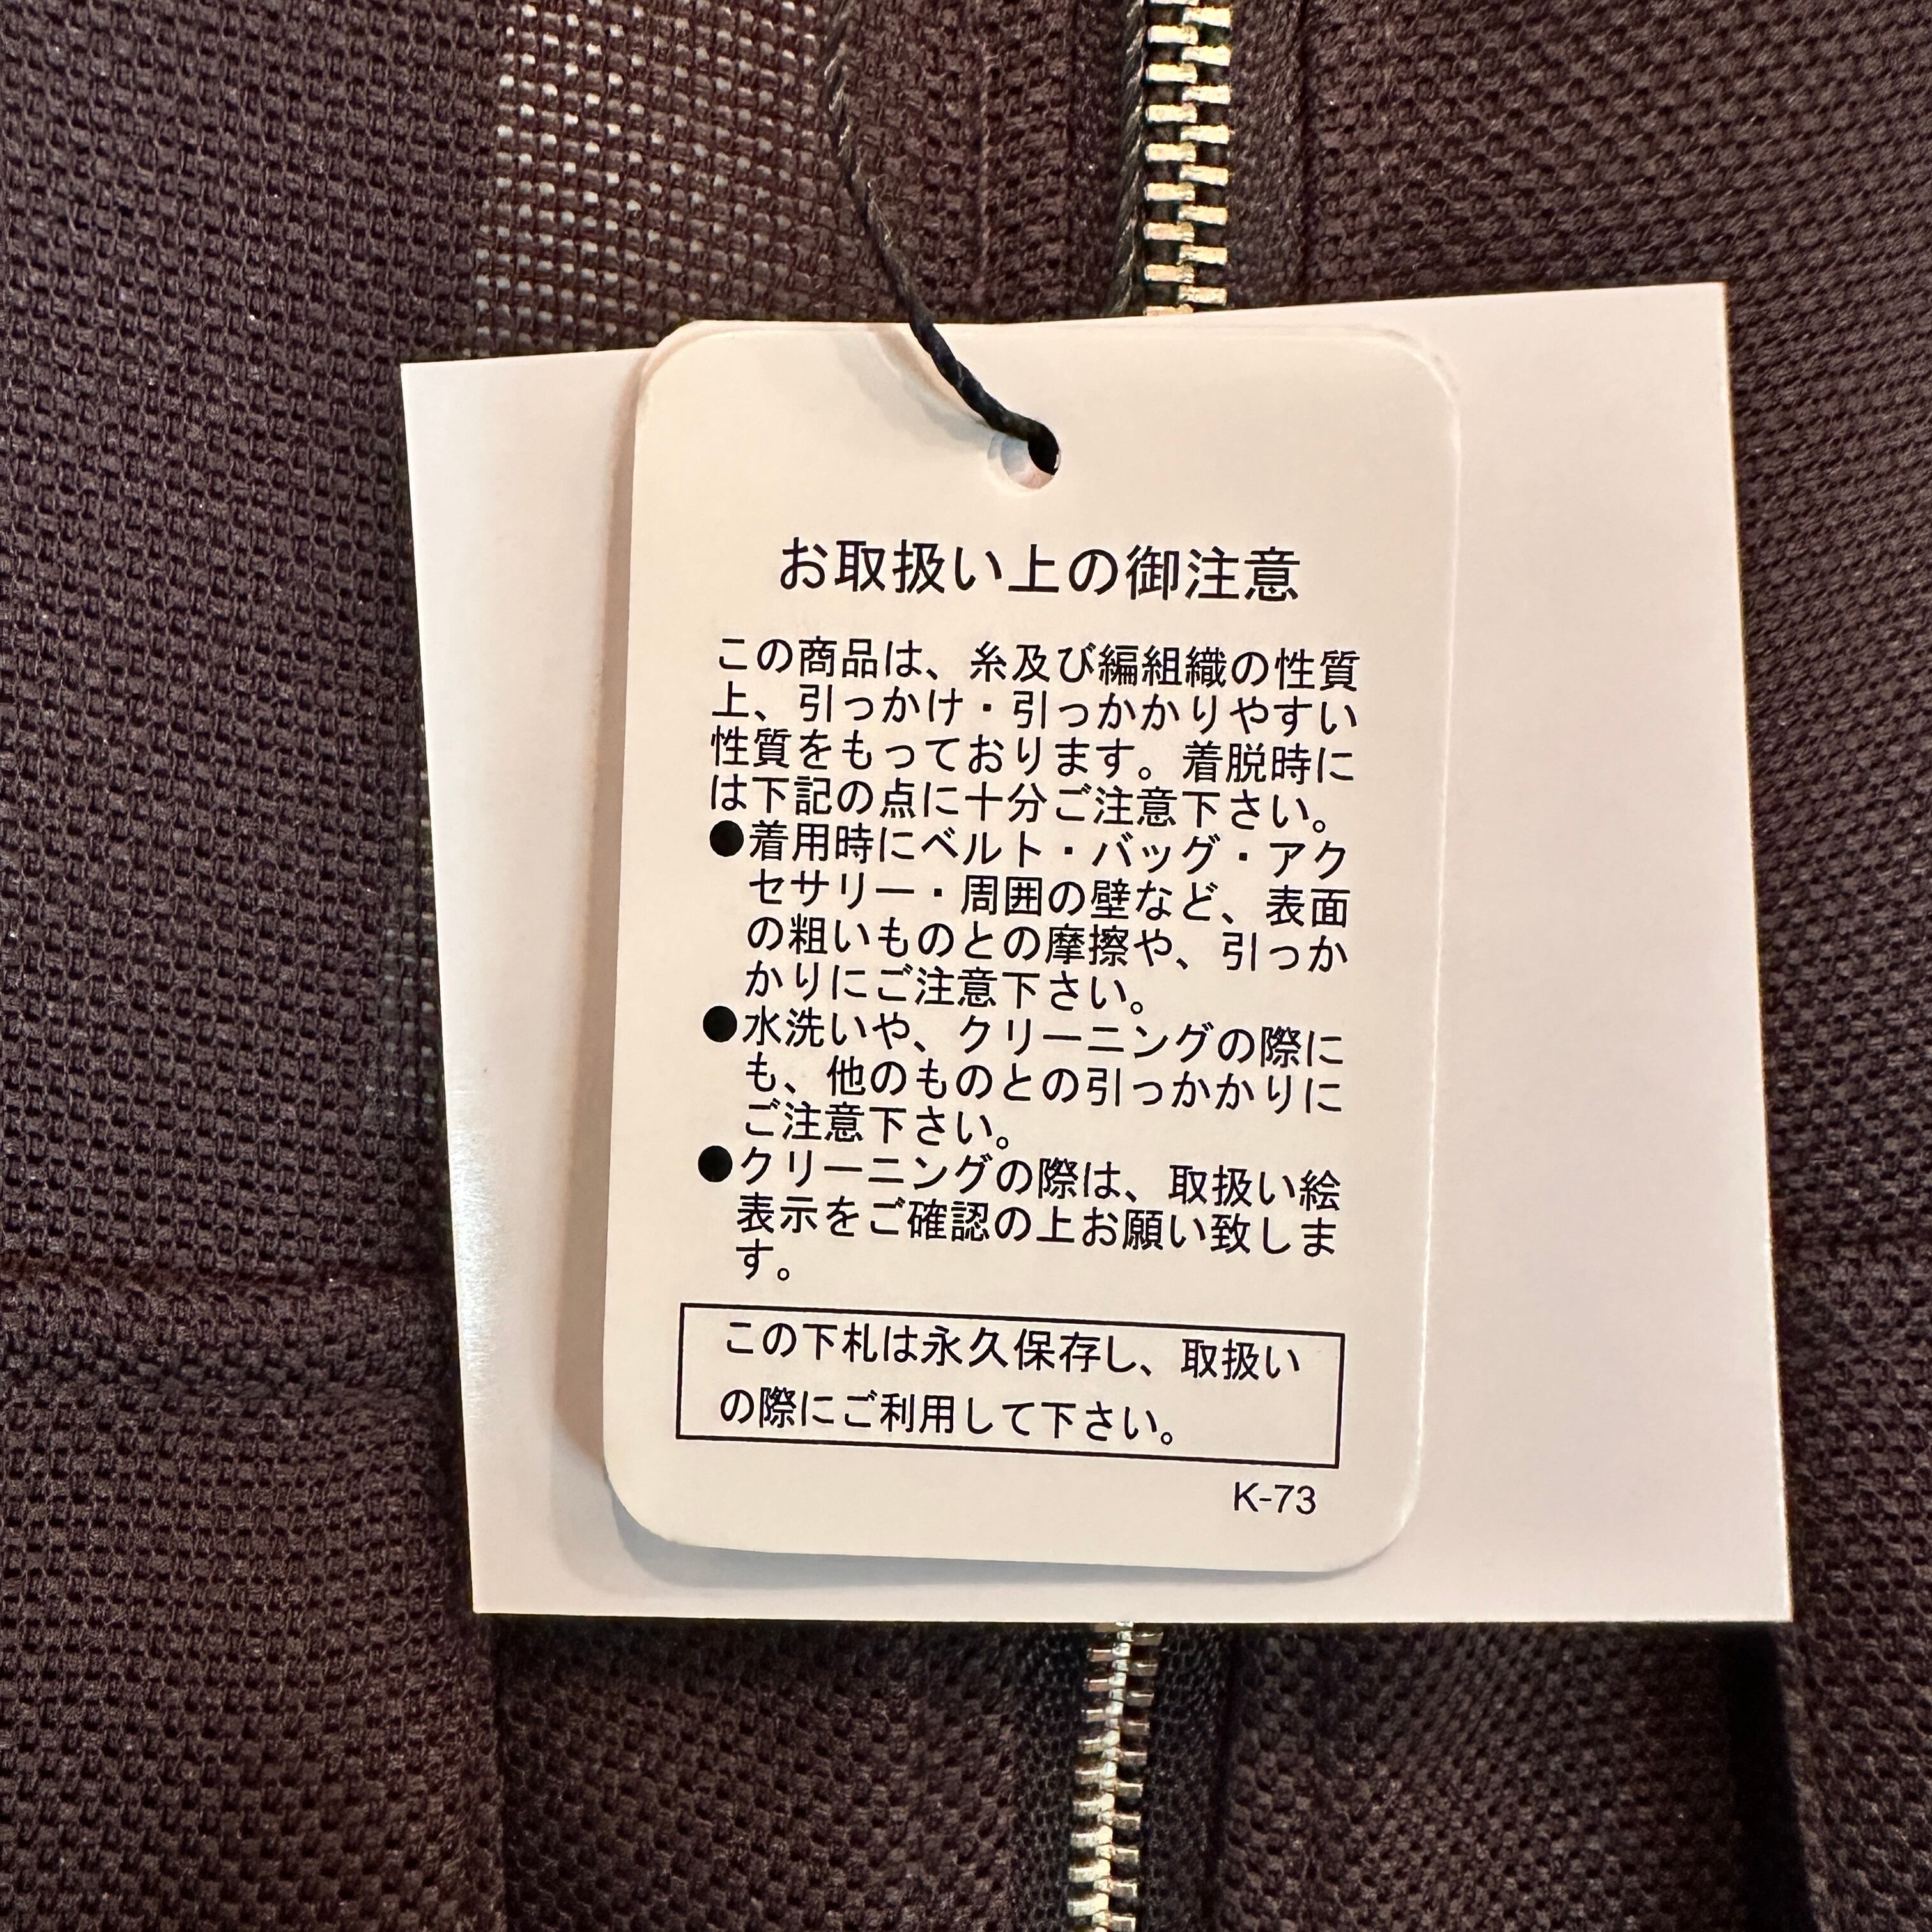 お取扱い上の御注意
この商品は、糸及び編組織の性質
上、引っかけ・引っかかりやすい
性質をもっております。着脱時に
は下記の点に十分ご注意下さい。
●着用時にベルト・バッグ・アク
セサリー・周囲の壁など、表面
の粗いものとの摩擦や、引っか
かりにご注意下さい。
●水洗いや、クリーニングの際に
も、他のものとの引っかかりに
ご注意下さい。
●クリーニングの際は、取扱い絵
表示をご確認の上お願い致しま
す。
この下札は永久保存し、取扱い
の際にご利用して下さい。
K-73